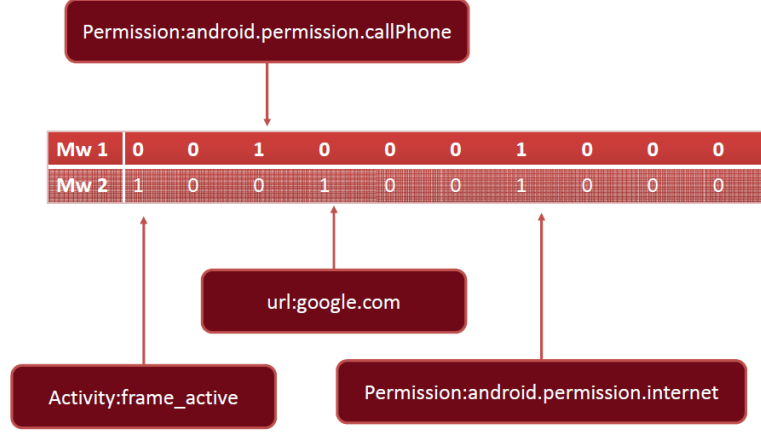 Permission:android.permission.callPhone
Mw 1 0 0 1 0 0 0 1 0 0 0
Mw 2 1 0 0 1 0 0 1 0 0 0
url:google.com
Activity:frame_active
Permission:android.permission.internet